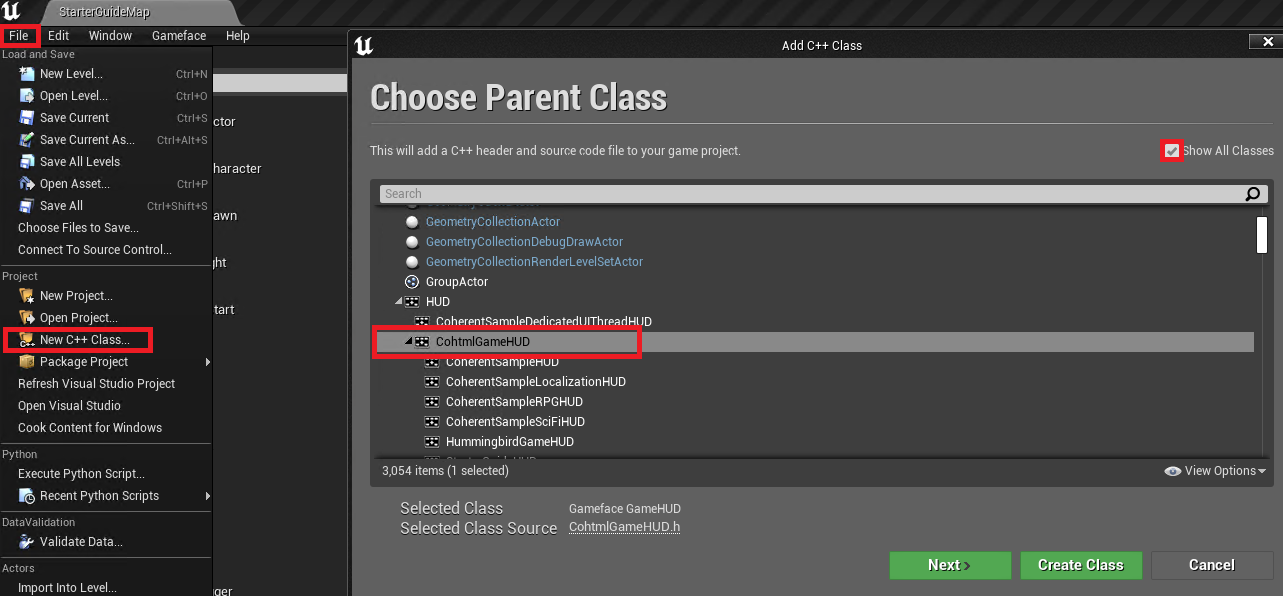 StarterGuideMap
File Edit Window Gameface Help
Load and Save
New Level... Ctrl+N
Open Level... Ctrl+O
Save Current Ctrl+S
Save Current As... Ctrl+Alt+S
Save All Levels
Open Asset... Ctrl+P
Save All Ctrl+Shift+S
Choose Files to Save...
Connect To Source Control...
Project
New Project...
Open Project...
New C++ Class...
Package Project
Refresh Visual Studio Project
Open Visual Studio
Cook Content for Windows
Python
Execute Python Script...
Recent Python Scripts
DataValidation
Validate Data...
Actors
Import Into Level...
ctor
haracter
awn
ght
tart
ger
Add C++ Class
Choose Parent Class
This will add a C++ header and source code file to your game project.
Show All Classes
Search
GeometryCollectionActor
GeometryCollectionDebugDrawActor
GeometryCollectionRenderLevelSetActor
GroupActor
HUD
CoherentSampleDedicatedUIThreadHUD
CohtmlGameHUD
CoherentSampleHUD
CoherentSampleLocalizationHUD
CoherentSampleRPGHUD
CoherentSampleSciFiHUD
HummingbirdGameHUD
3,054 items (1 selected)
View Options
Selected Class Gameface GameHUD
Selected Class Source CohtmlGameHUD.h
Next
Create Class
Cancel